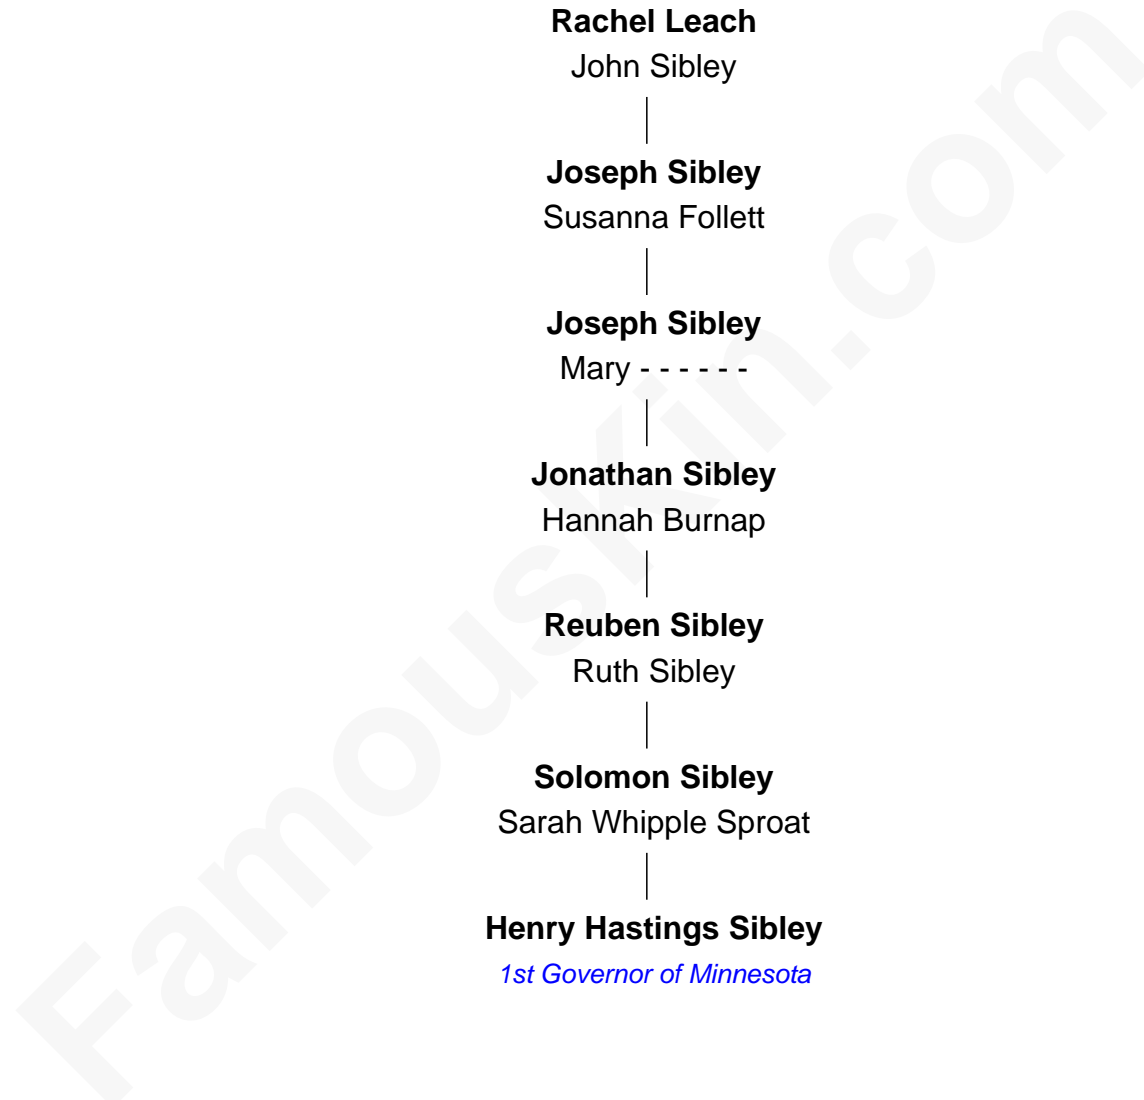 Rachel Leach
John Sibley
Joseph Sibley
Susanna Follett
Joseph Sibley
Mary - - - - - -
Jonathan Sibley
Hannah Burnap
Reuben Sibley
Ruth Sibley
Solomon Sibley
Sarah Whipple Sproat
Henry Hastings Sibley
1st Governor of Minnesota
FamousKin.com